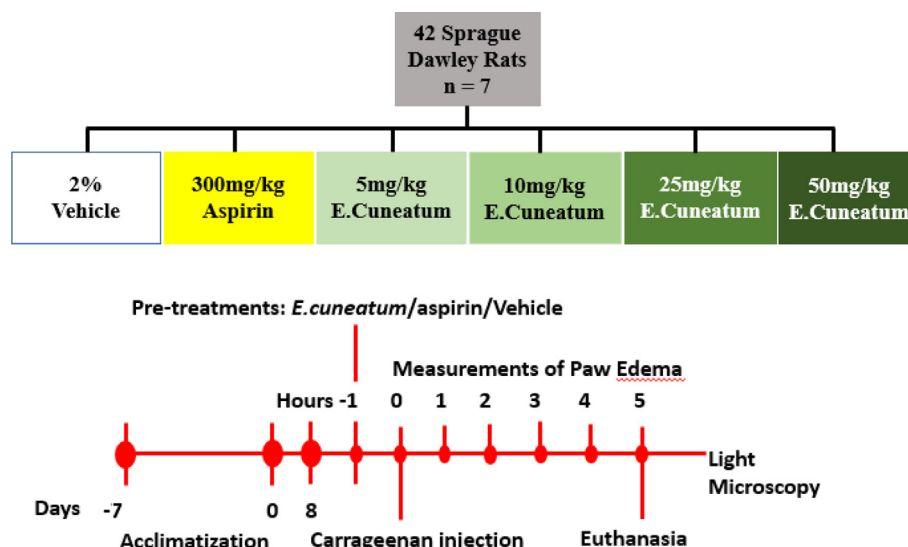 42 Sprague
Dawley Rats
n = 7
2%
Vehicle
300mg/kg
Aspirin
5mg/kg
E.Cuneatum
10mg/kg
E.Cuneatum
25mg/kg
E.Cuneatum
50mg/kg
E.Cuneatum
Pre-treatments: E.cuneatum/aspirin/Vehicle
Measurements of Paw Edema
Hours -1 0 1 2 3 4 5
Light
Microscopy
Days -7 0 8
Acclimatization Carrageenan injection Euthanasia